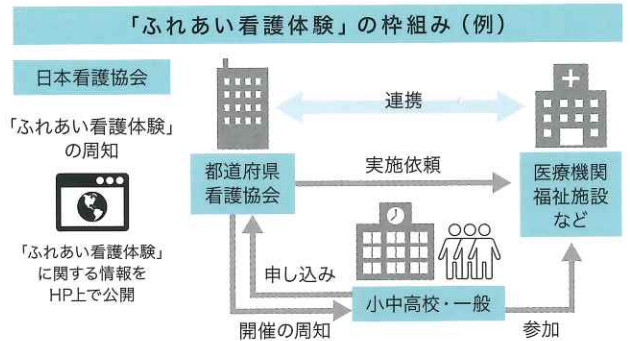 「ふれあい看護体験」の枠組み（例）
日本看護協会
「ふれあい看護体験」
の周知
「ふれあい看護体験」
に関する情報を
HP上で公開
連携
都道府県
看護協会
実施依頼
医療機関
福祉施設
など
申し込み
小中高校・一般
開催の周知
参加